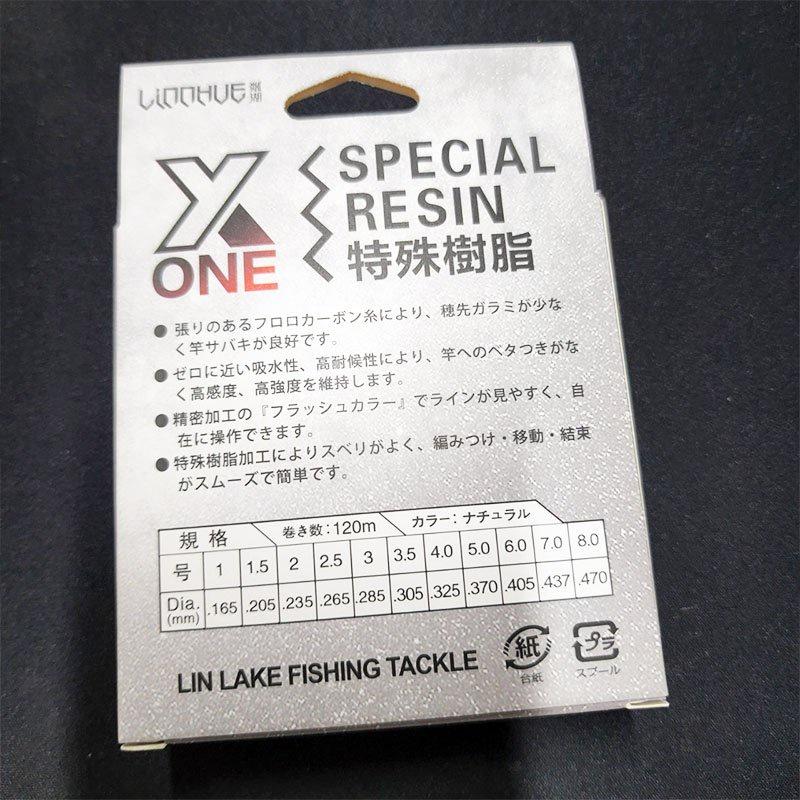 LINNHUE
X
ONE
SPECIAL
RESIN
特殊樹脂
● 張りのあるフロロカーボン糸により、穂先ガラミが少な
く竿サバキが良好です。
● ゼロに近い吸水性、高耐候性により、竿へのベタつきがな
く高感度、高強度を維持します。
● 精密加工の『フラッシュカラー』でラインが見やすく、自
在に操作できます。
● 特殊樹脂加工によりスベリがよく、編みつけ・移動・結束
がスムーズで簡単です。
規格 巻き数：120m カラー：ナチュラル
号 1 1.5 2 2.5 3 3.5 4.0 5.0 6.0 7.0 8.0
Dia. (mm) .165 .205 .235 .265 .285 .305 .325 .370 .405 .437 .470
LIN LAKE FISHING TACKLE
紙 プラ
台紙 スプール